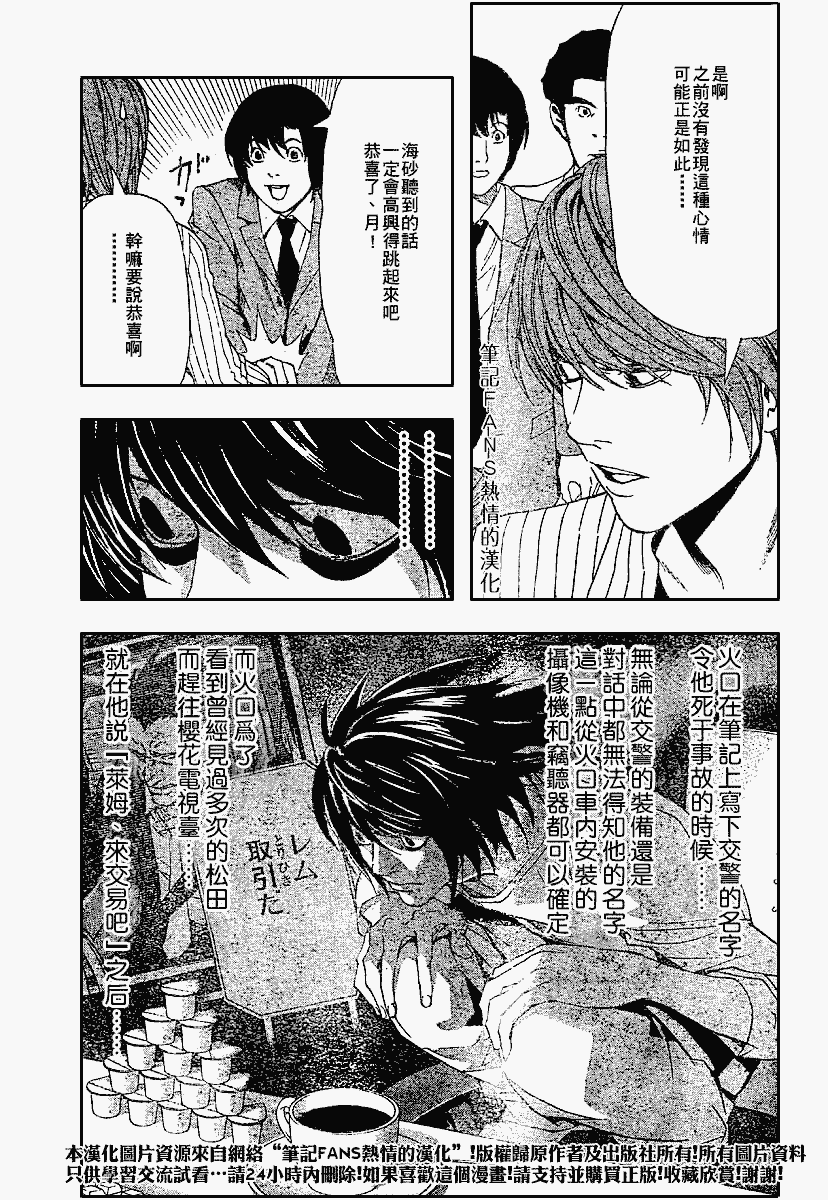 是啊
之前沒有發現這種心情
可能正是如此……
海砂聽到的話
一定會高興得跳起來吧
恭喜了、月！
ガッ
幹嘛要說恭喜啊
…………
筆記FANS熱情的漢化
…………
…………
火口在筆記上寫下交警的名字
令他死于事故的時候……
無論從交警的裝備還是
對話中都無法得知他的名字
這一點從火口車内安裝的
攝像機和竊聽器都可以確定
而火口爲了
看到曾經見過多次的松田
而趕往櫻花電視臺……
就在他說「萊姆、來交易吧」之后……
レム
とりひき
取引だ
本漢化圖片資源來自網絡“筆記FANS熱情的漢化”!版權歸原作者及出版社所有!所有圖片資料
只供學習交流試看…請24小時內刪除!如果喜歡這個漫畫!請支持並購買正版!收藏欣賞!謝謝!